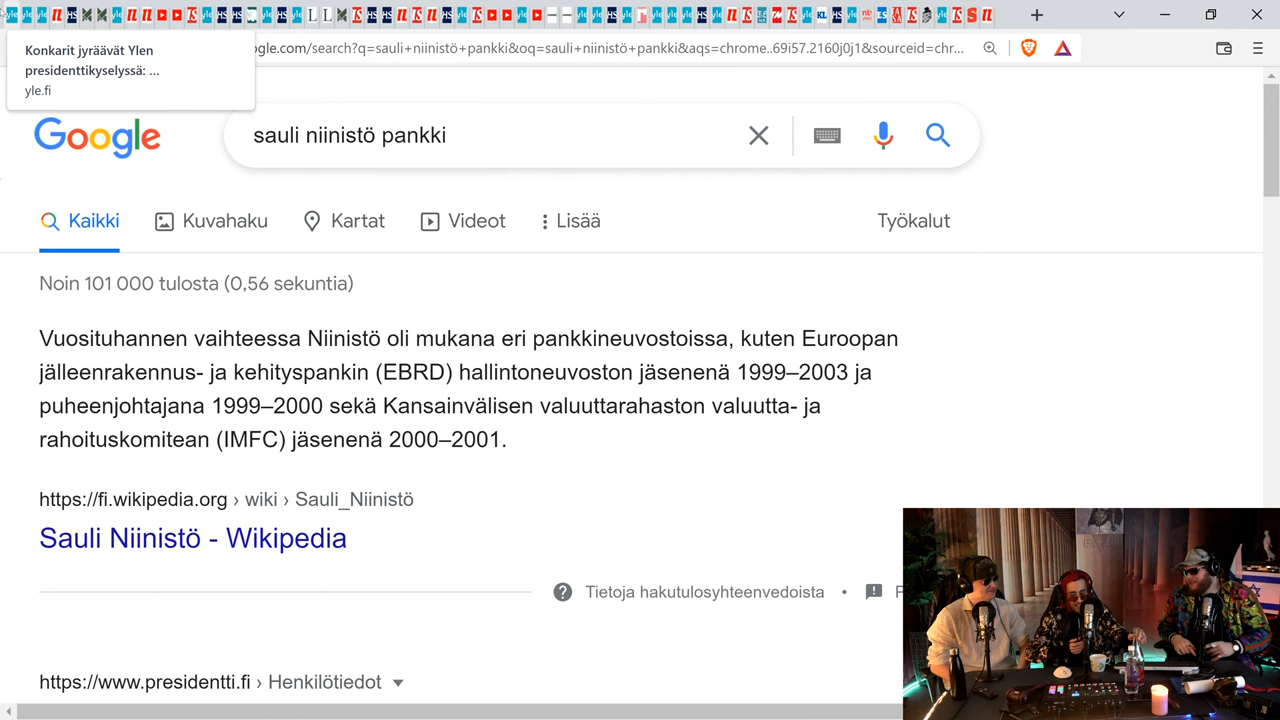 Konkarit jyräävät Ylen
presidenttikyselyssä: ...
yle.fi
gle.com/search?q=sauli+niinistö+pankki&oq=sauli+niinistö+pankki&aqs=chrome..69i57.2160j0j1&sourceid=chr...
Google
sauli niinistö pankki
Kaikki Kuvahaku Kartat Videot Lisää Työkalut
Noin 101 000 tulosta (0,56 sekuntia)
Vuosituhannen vaihteessa Niinistö oli mukana eri pankkineuvostoissa, kuten Euroopan
jälleenrakennus- ja kehityspankin (EBRD) hallintoneuvoston jäsenenä 1999–2003 ja
puheenjohtajana 1999–2000 sekä Kansainvälisen valuuttarahaston valuutta- ja
rahoituskomitean (IMFC) jäsenenä 2000–2001.
https://fi.wikipedia.org › wiki › Sauli_Niinistö
Sauli Niinistö - Wikipedia
Tietoja hakutulosyhteenvedoista •
https://www.presidentti.fi › Henkilötiedot